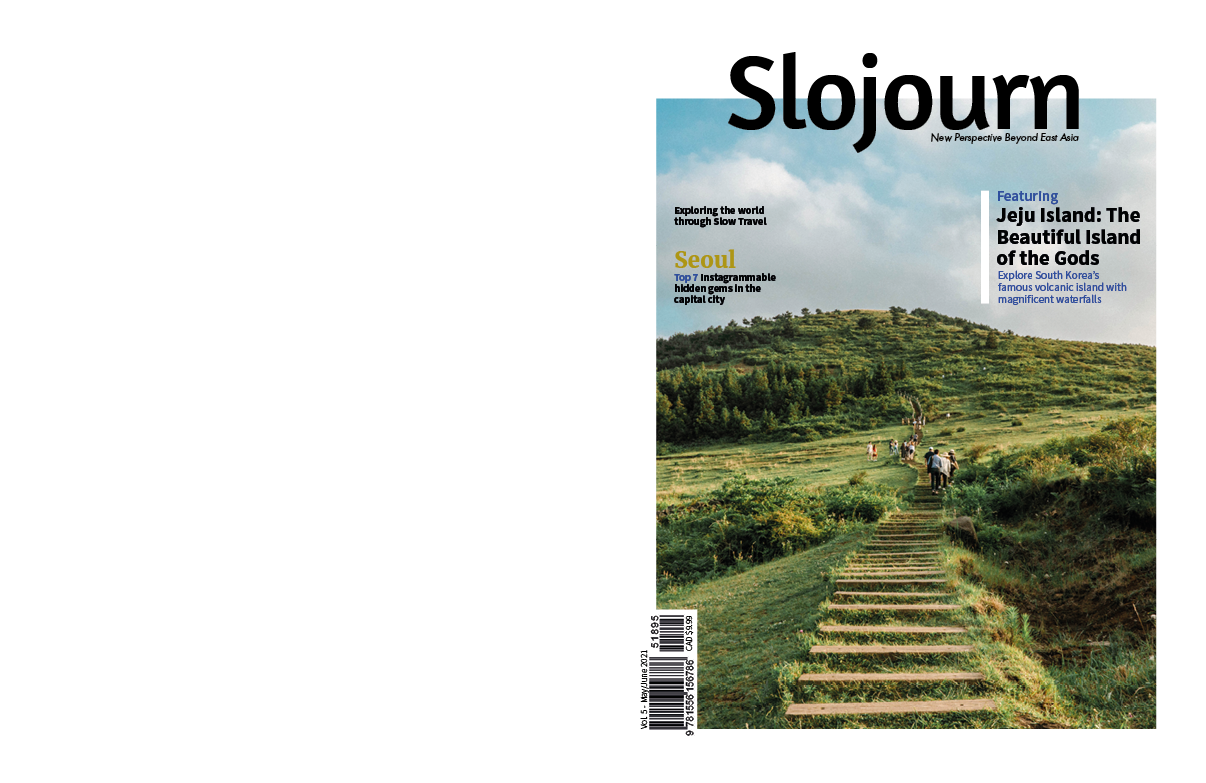 Slojourn
New Perspective Beyond East Asia
Exploring the world
through Slow Travel
Seoul
Top 7 Instagrammable
hidden gems in the
capital city
Featuring
Jeju Island: The
Beautiful Island
of the Gods
Explore South Korea's
famous volcanic island with
magnificent waterfalls
Vol. 5 - May/June 2021
51895
CAD $9.99
9 781556 156786